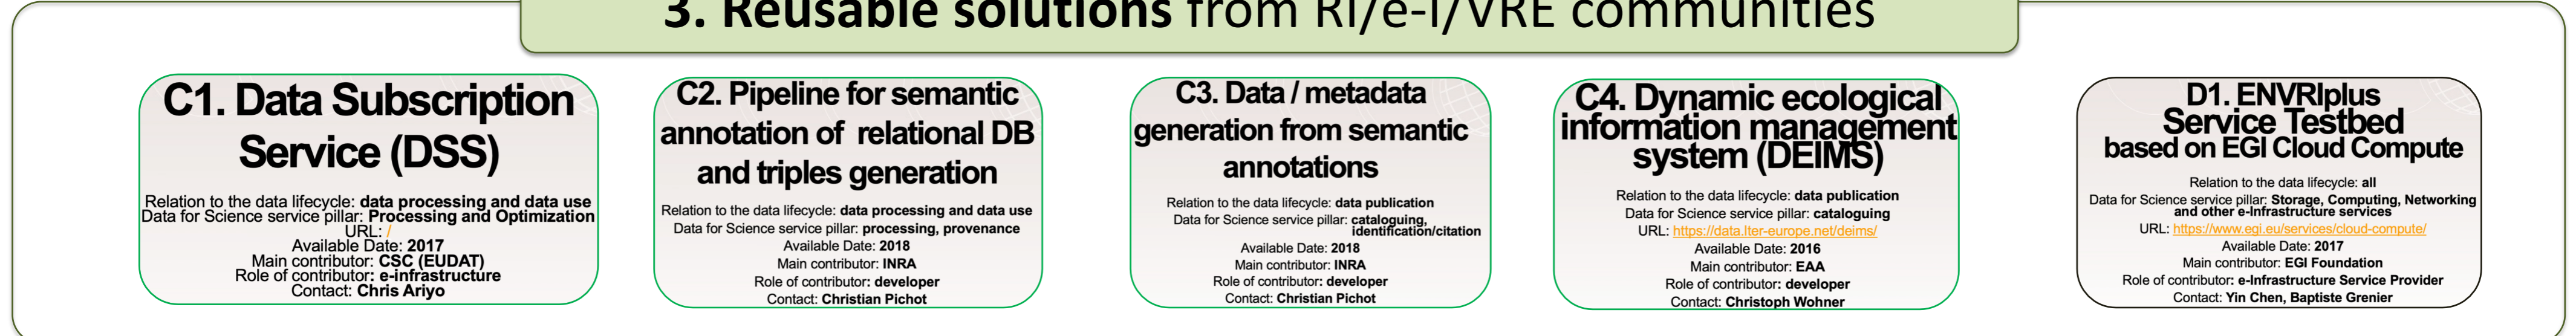 3. Reusable solutions from RI/e-I/VRE communities
C1. Data Subscription
Service (DSS)
Relation to the data lifecycle: data processing and data use
Data for Science service pillar: Processing and Optimization
URL: /
Available Date: 2017
Main contributor: CSC (EUDAT)
Role of contributor: e-infrastructure
Contact: Chris Ariyo
C2. Pipeline for semantic
annotation of relational DB
and triples generation
Relation to the data lifecycle: data processing and data use
Data for Science service pillar: processing, provenance
Available Date: 2018
Main contributor: INRA
Role of contributor: developer
Contact: Christian Pichot
C3. Data / metadata
generation from semantic
annotations
Relation to the data lifecycle: data publication
Data for Science service pillar: cataloguing,
identification/citation
Available Date: 2018
Main contributor: INRA
Role of contributor: developer
Contact: Christian Pichot
C4. Dynamic ecological
information management
system (DEIMS)
Relation to the data lifecycle: data publication
Data for Science service pillar: cataloguing
URL: https://data.lter-europe.net/deims/
Available Date: 2016
Main contributor: EAA
Role of contributor: developer
Contact: Christoph Wohner
D1. ENVRIplus
Service Testbed
based on EGI Cloud Compute
Relation to the data lifecycle: all
Data for Science service pillar: Storage, Computing, Networking
and other e-Infrastructure services
URL: https://www.egi.eu/services/cloud-compute/
Available Date: 2017
Main contributor: EGI Foundation
Role of contributor: e-Infrastructure Service Provider
Contact: Yin Chen, Baptiste Grenier